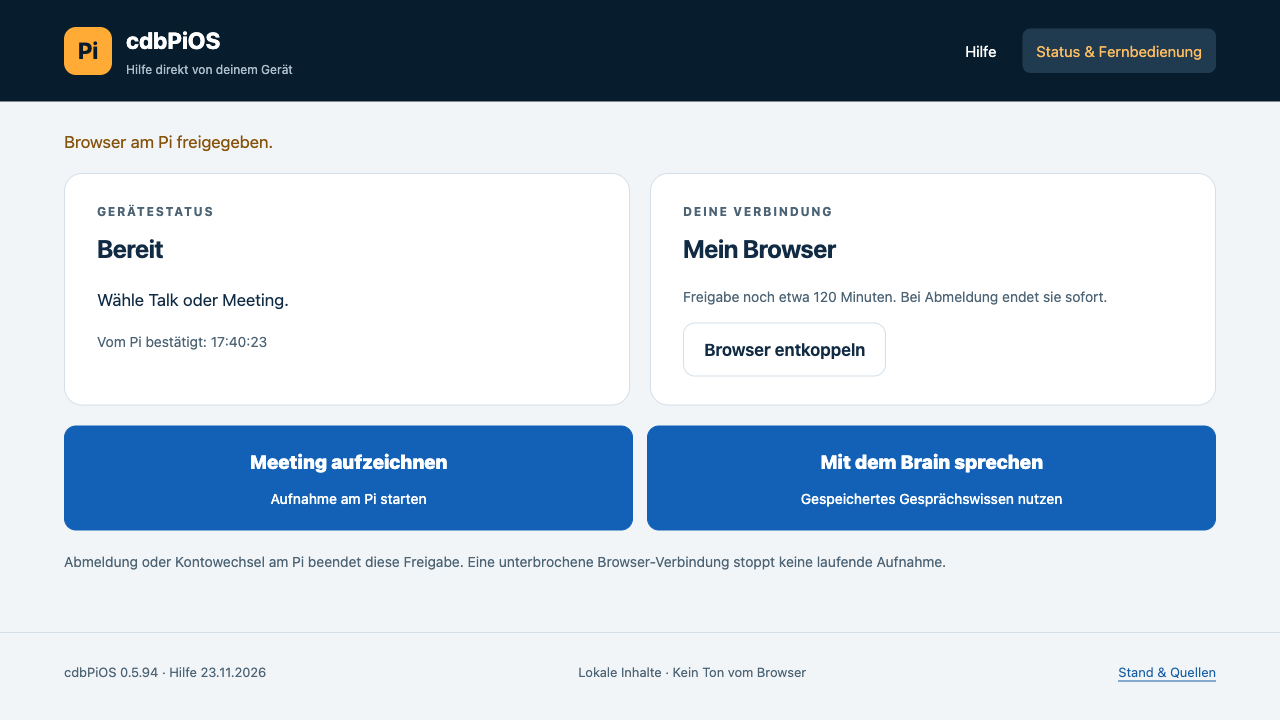 Pi
cdbPiOS
Hilfe direkt von deinem Gerät
Hilfe
Status & Fernbedienung
Browser am Pi freigegeben.
GERÄTESTATUS
Bereit
Wähle Talk oder Meeting.
Vom Pi bestätigt: 17:40:23
DEINE VERBINDUNG
Mein Browser
Freigabe noch etwa 120 Minuten. Bei Abmeldung endet sie sofort.
Browser entkoppeln
Meeting aufzeichnen
Aufnahme am Pi starten
Mit dem Brain sprechen
Gespeichertes Gesprächswissen nutzen
Abmeldung oder Kontowechsel am Pi beendet diese Freigabe. Eine unterbrochene Browser-Verbindung stoppt keine laufende Aufnahme.
cdbPiOS 0.5.94 · Hilfe 23.11.2026
Lokale Inhalte · Kein Ton vom Browser
Stand & Quellen